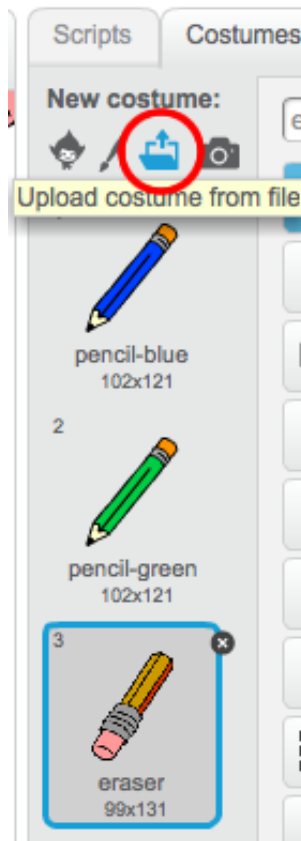 Scripts
Costumes
New costume:
Upload costume from file
pencil-blue
102x121
2
pencil-green
102x121
3
eraser
99x131